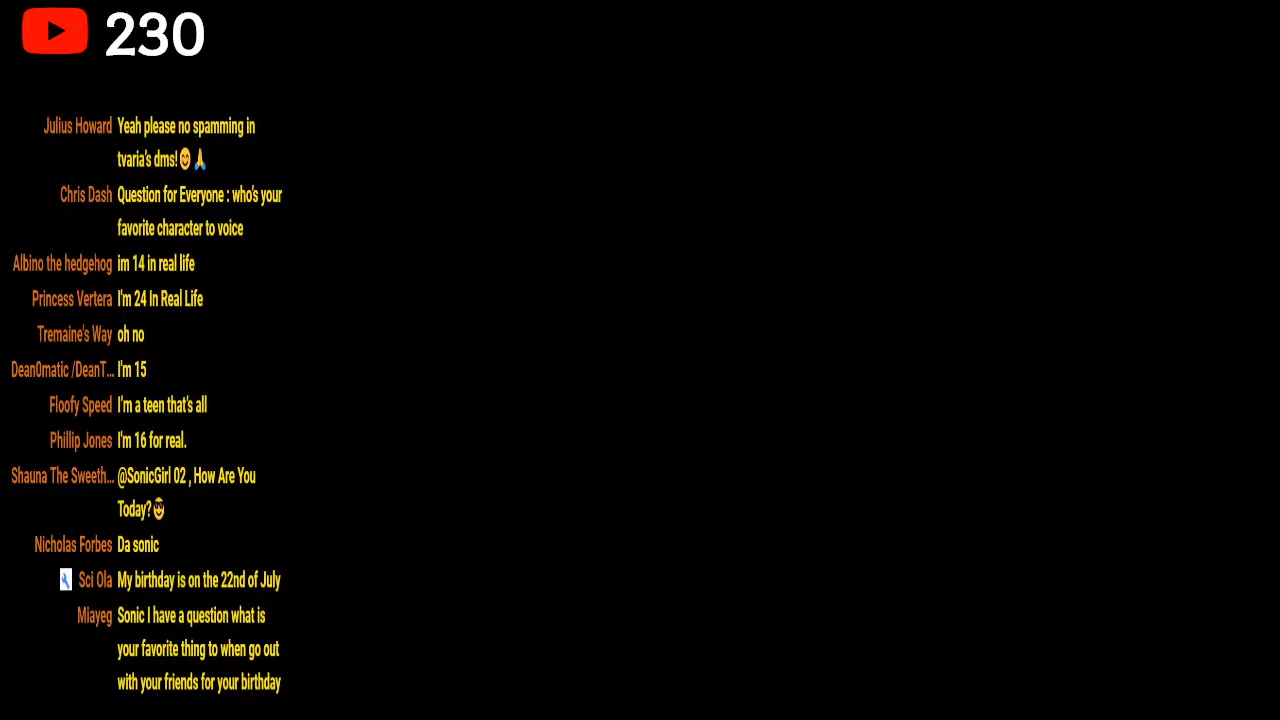 230
Julius Howard Yeah please no spamming in
tvaria's dms!😊🙏
Chris Dash Question for Everyone : who's your
favorite character to voice
Albino the hedgehog im 14 in real life
Princess Vertera I'm 24 In Real Life
Tremaine's Way oh no
Dean0matic /DeanT... I'm 15
Floofy Speed I'm a teen that's all
Phillip Jones I'm 16 for real.
Shauna The Sweeth... @SonicGirl 02 , How Are You
Today?🤓
Nicholas Forbes Da sonic
Sci Ola My birthday is on the 22nd of July
Miayeg Sonic I have a question what is
your favorite thing to when go out
with your friends for your birthday